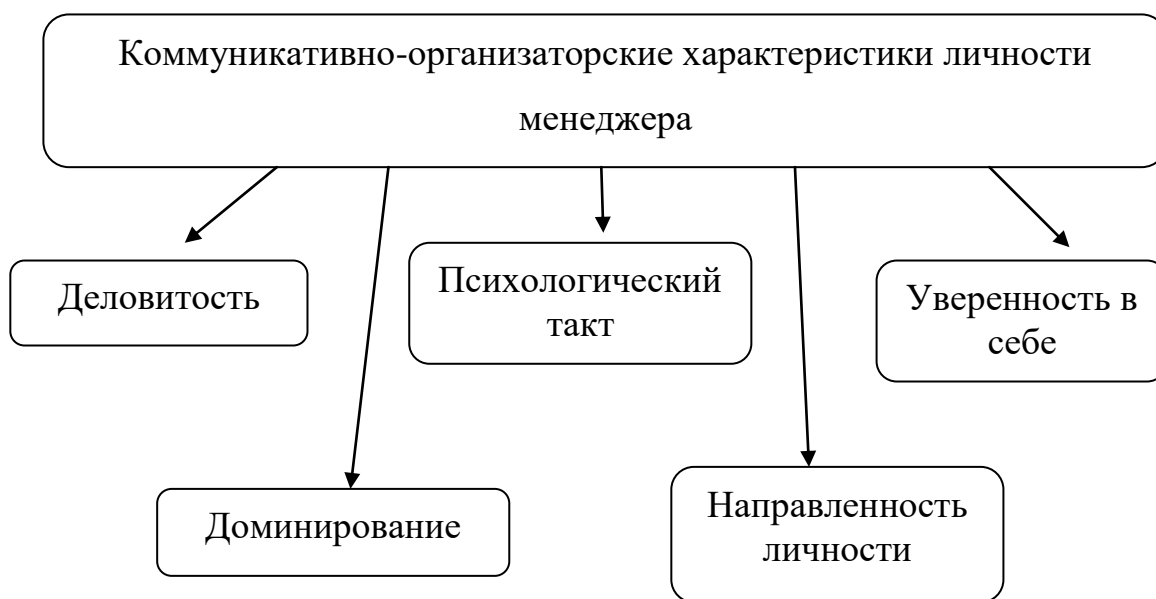 Коммуникативно-организаторские характеристики личности
менеджера
Деловитость
Психологический
такт
Уверенность в
себе
Доминирование
Направленность
личности